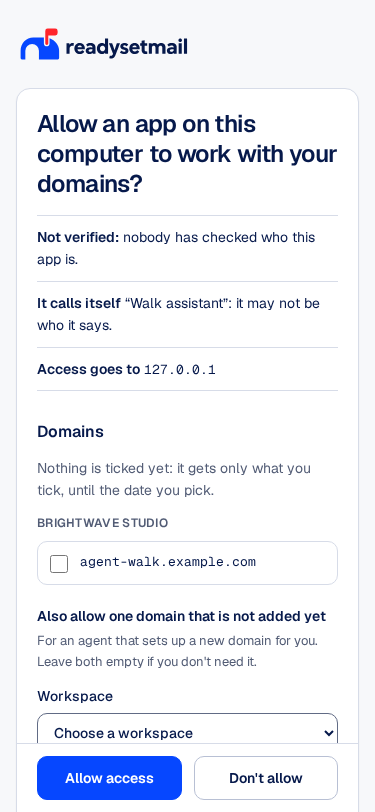 readysetmail
Allow an app on this
computer to work with your
domains?
Not verified: nobody has checked who this
app is.
It calls itself “Walk assistant”: it may not be
who it says.
Access goes to 127.0.0.1
Domains
Nothing is ticked yet: it gets only what you
tick, until the date you pick.
BRIGHTWAVE STUDIO
agent-walk.example.com
Also allow one domain that is not added yet
For an agent that sets up a new domain for you.
Leave both empty if you don't need it.
Workspace
Choose a workspace
Allow access
Don't allow